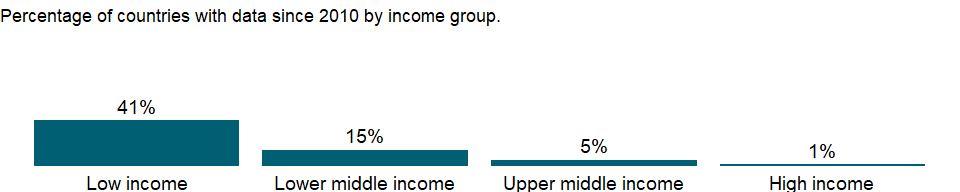 Percentage of countries with data since 2010 by income group.
41%
15%
5%
1%
Low income
Lower middle income
Upper middle income
High income